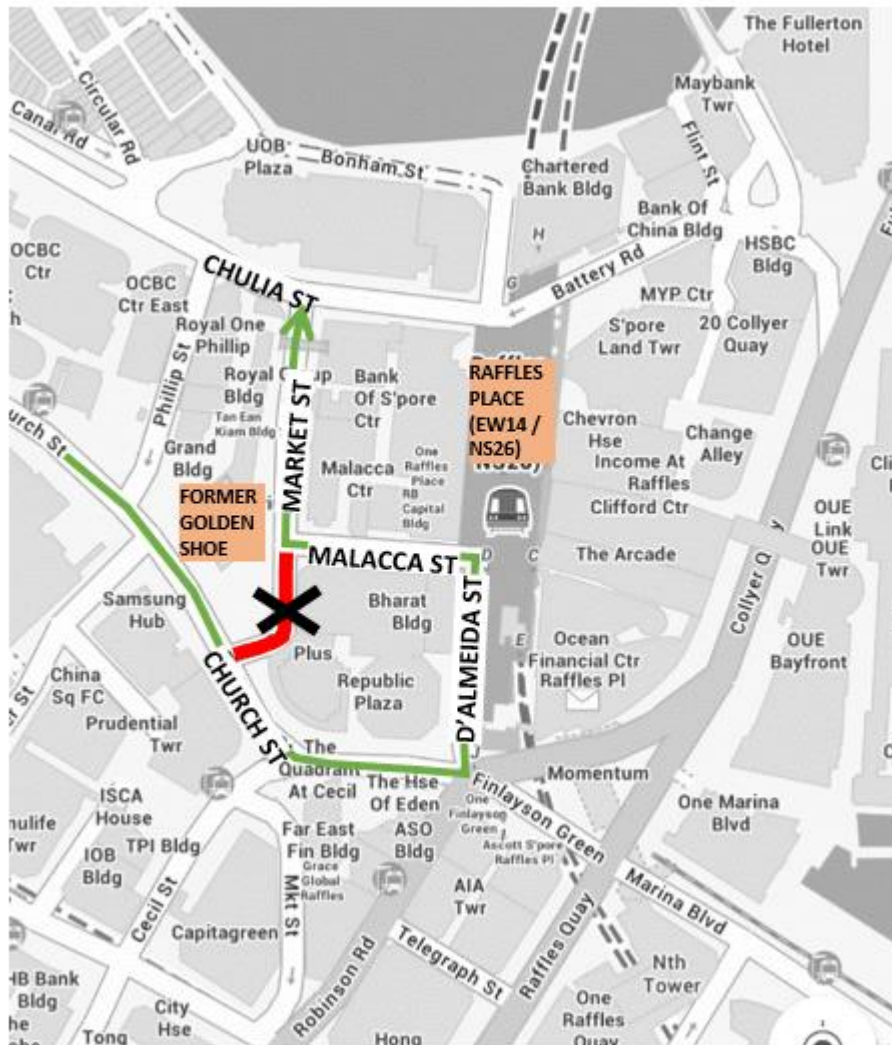 The Fullerton
Hotel
Circular Rd
Maybank
Twr
Canal Rd
UOB
Plaza
Bonham St
Flint St
Chartered
Bank Bldg
Bank Of
China Bldg
H
HSBC
Bldg
OCBC
Ctr
CHULIA ST
G
Battery Rd
OCBC
Ctr East
MYP Ctr
Royal One
Phillip
S'pore
Land Twr
20 Collyer
Quay
Phillip St
Bldg
Bank
Of S'pore
Ctr
RAFFLES
PLACE
(EW14 /
NS26)
Tan Ean
Kiam Bldg
MARKET ST
Chevron
Hse
Change
Alley
Grand
Bldg
Malacca
Ctr
One
Raffles
Place
RB
Capital
Bldg
Income At
Raffles
Clifford Ctr
FORMER
GOLDEN
SHOE
OUE
Link
OUE
Twr
MALACCA ST
D
C
The Arcade
Collyer Quay
Samsung
Hub
Bharat
Bldg
D'ALMEIDA ST
E
Ocean
Financial Ctr
Raffles Pl
OUE
Bayfront
Plus
China
Sq FC
CHURCH ST
Republic
Plaza
Prudential
Twr
The
Quadrant
At Cecil
The Hse
Of Eden
J
Momentum
Finlayson Green
ISCA
House
One
Finlayson
Green
One Marina
Blvd
TPI Bldg
Far East
Fin Bldg
ASO
Bldg
Ascott S'pore
Raffles Pl
IOB
Bldg
Grace
Global
Raffles
Mkt St
AIA
Twr
Marina Blvd
Cecil St
Capitagreen
Raffles Quay
Robinson Rd
Telegraph St
Nth
Tower
HB Bank
Bldg
City
Hse
One
Raffles
Quay
Tong
Hong